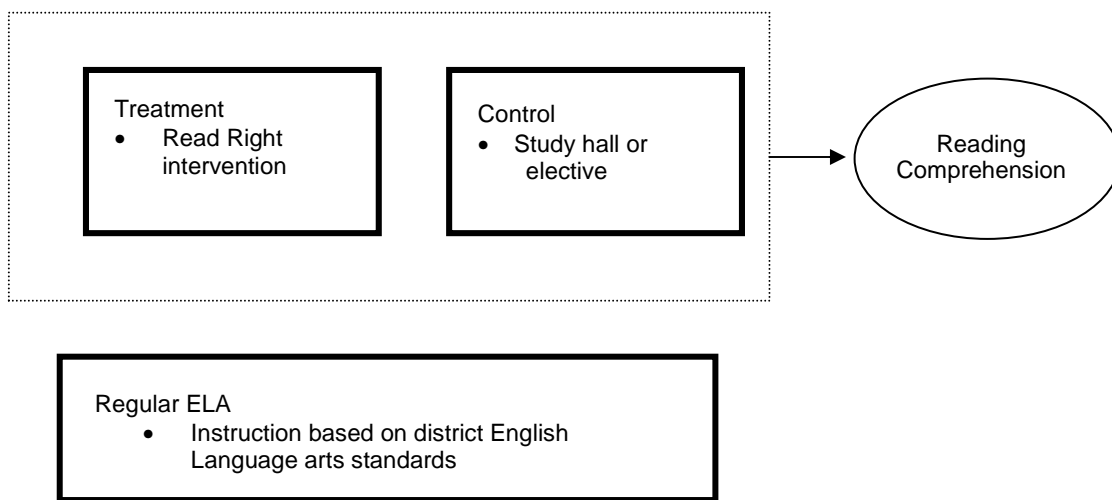 Treatment
• Read Right
intervention
Control
• Study hall or
elective
Reading
Comprehension
Regular ELA
• Instruction based on district English
Language arts standards